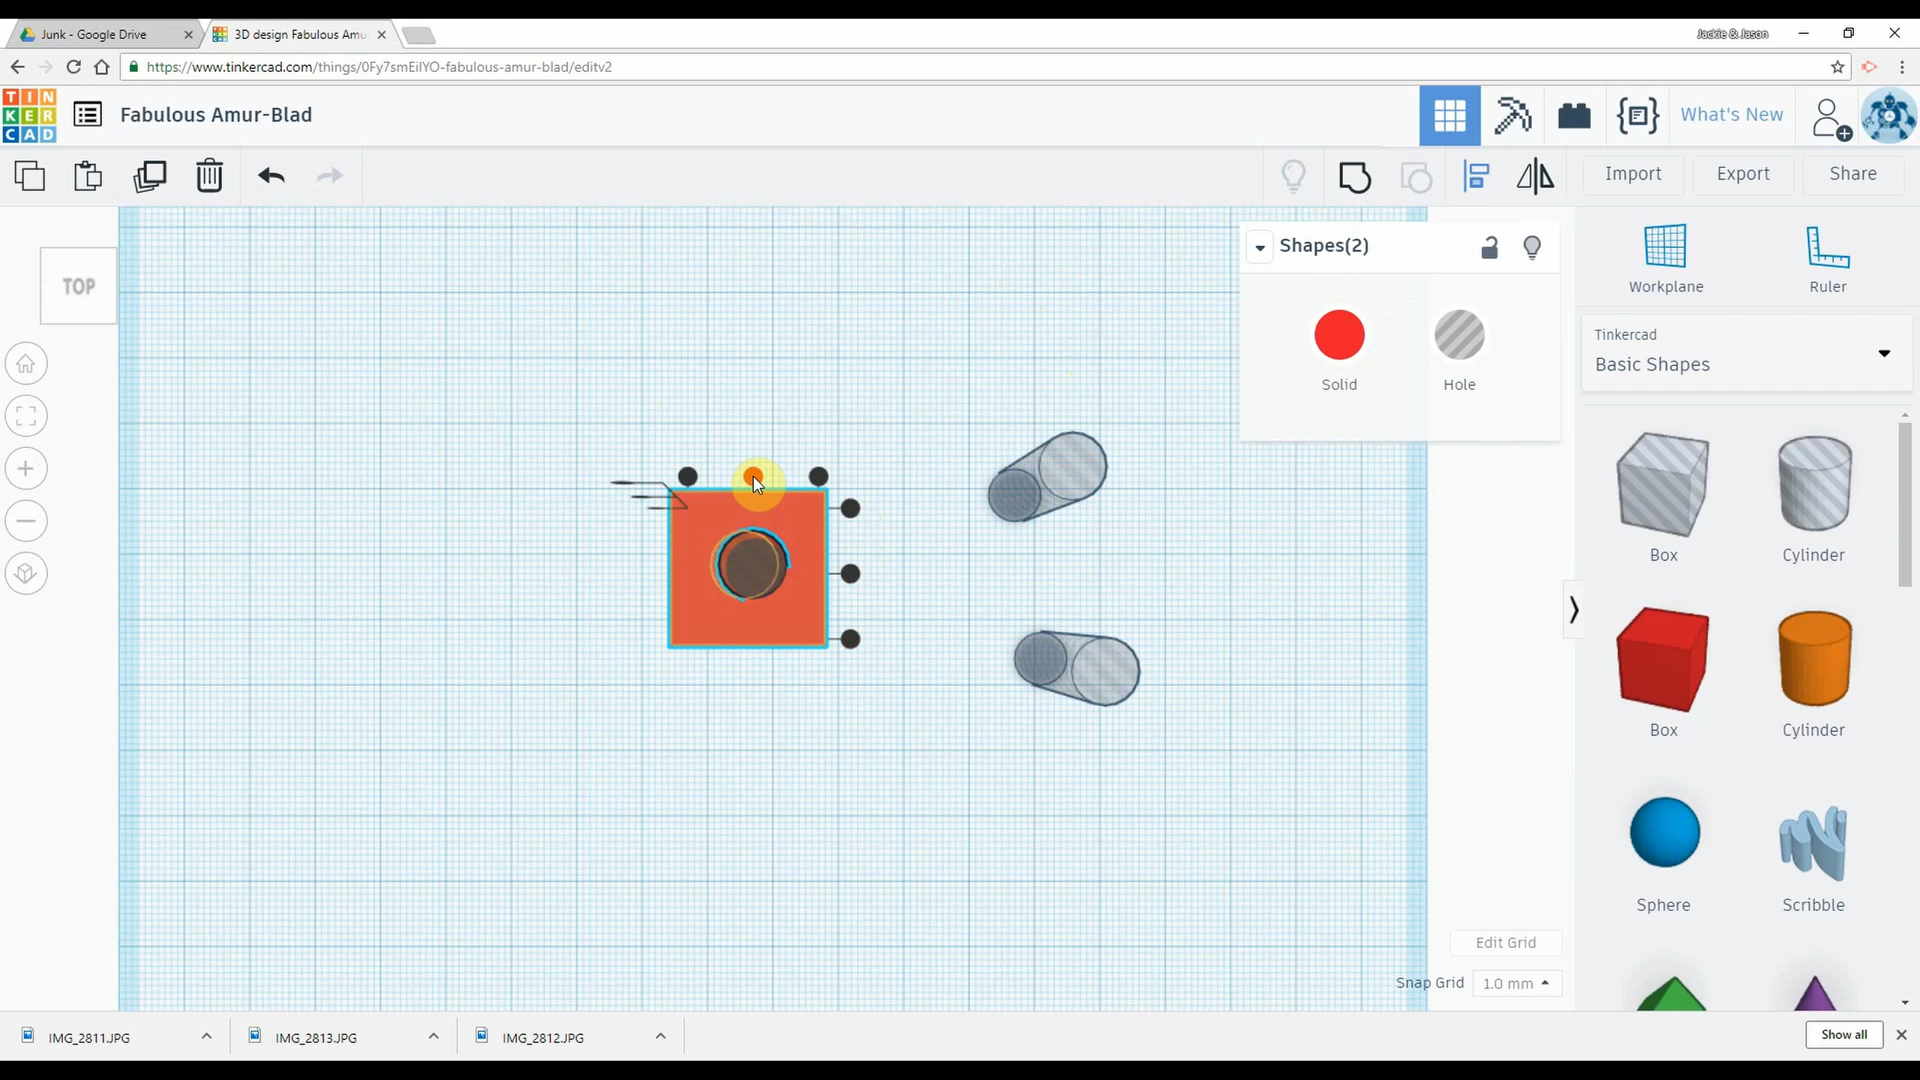 Junk - Google Drive
3D design Fabulous Amu
Jackie & Jason
https://www.tinkercad.com/things/0Fy7smEiIYO-fabulous-amur-blad/editv2
TIN
KER
CAD
Fabulous Amur-Blad
What's New
Import
Export
Share
TOP
Shapes(2)
Solid
Hole
Workplane
Ruler
Tinkercad
Basic Shapes
Box
Cylinder
Box
Cylinder
Sphere
Scribble
Edit Grid
Snap Grid
1.0 mm
IMG_2811.JPG
IMG_2813.JPG
IMG_2812.JPG
Show all